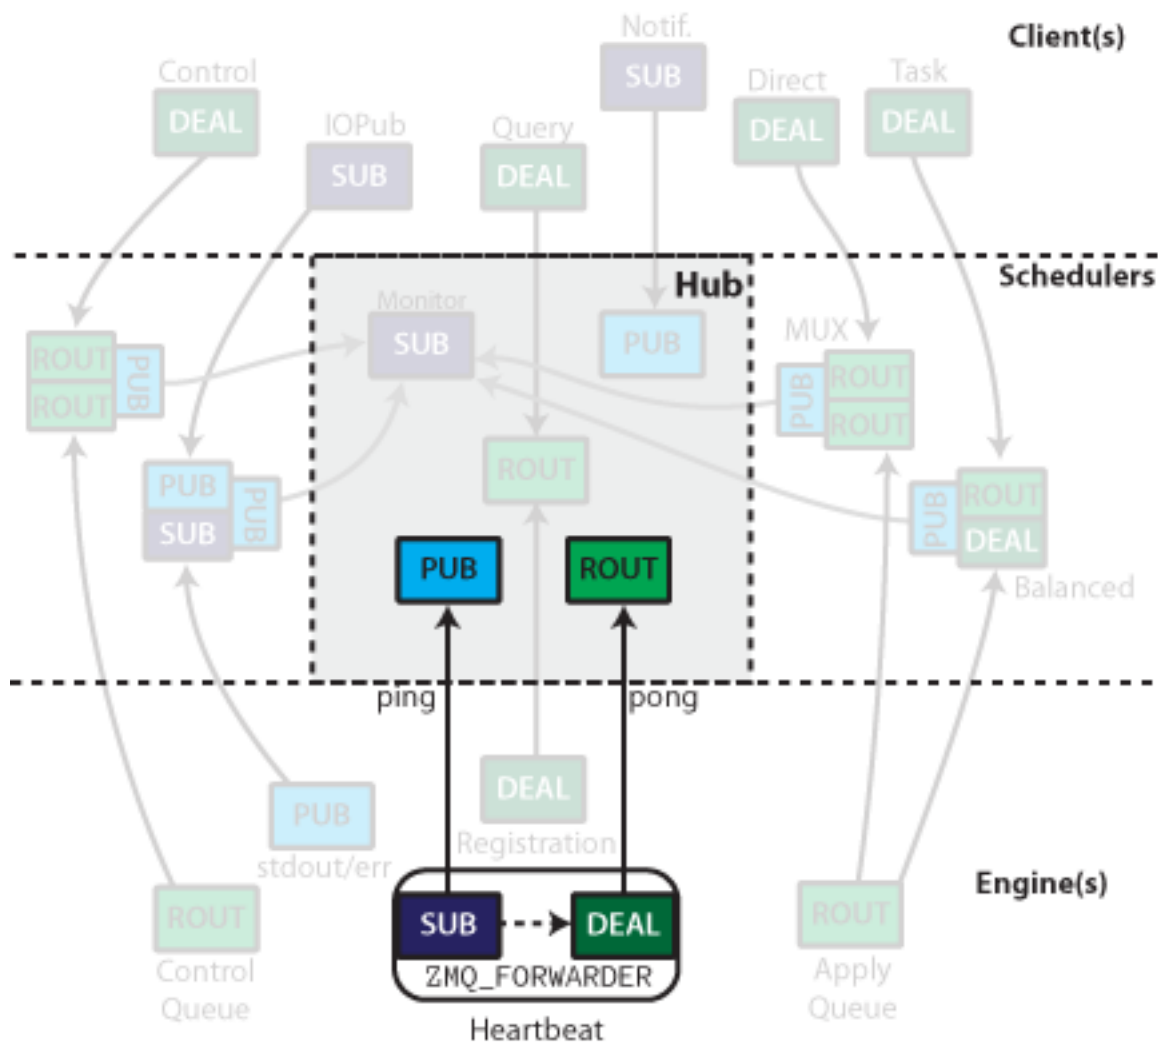 Notif.
Client(s)
SUB
Control
DEAL
IOPub
SUB
Query
DEAL
Direct
DEAL
Task
DEAL
Hub
Schedulers
Monitor
SUB
PUB
MUX
ROUT
ROUT
PUB
PUB
ROUT
ROUT
ROUT
PUB
SUB
PUB
PUB
ROUT
DEAL
Balanced
PUB
ROUT
ping
pong
DEAL
Registration
PUB
stdout/err
Engine(s)
ROUT
Control
Queue
SUB
DEAL
ZMQ_FORWARDER
Heartbeat
ROUT
Apply
Queue